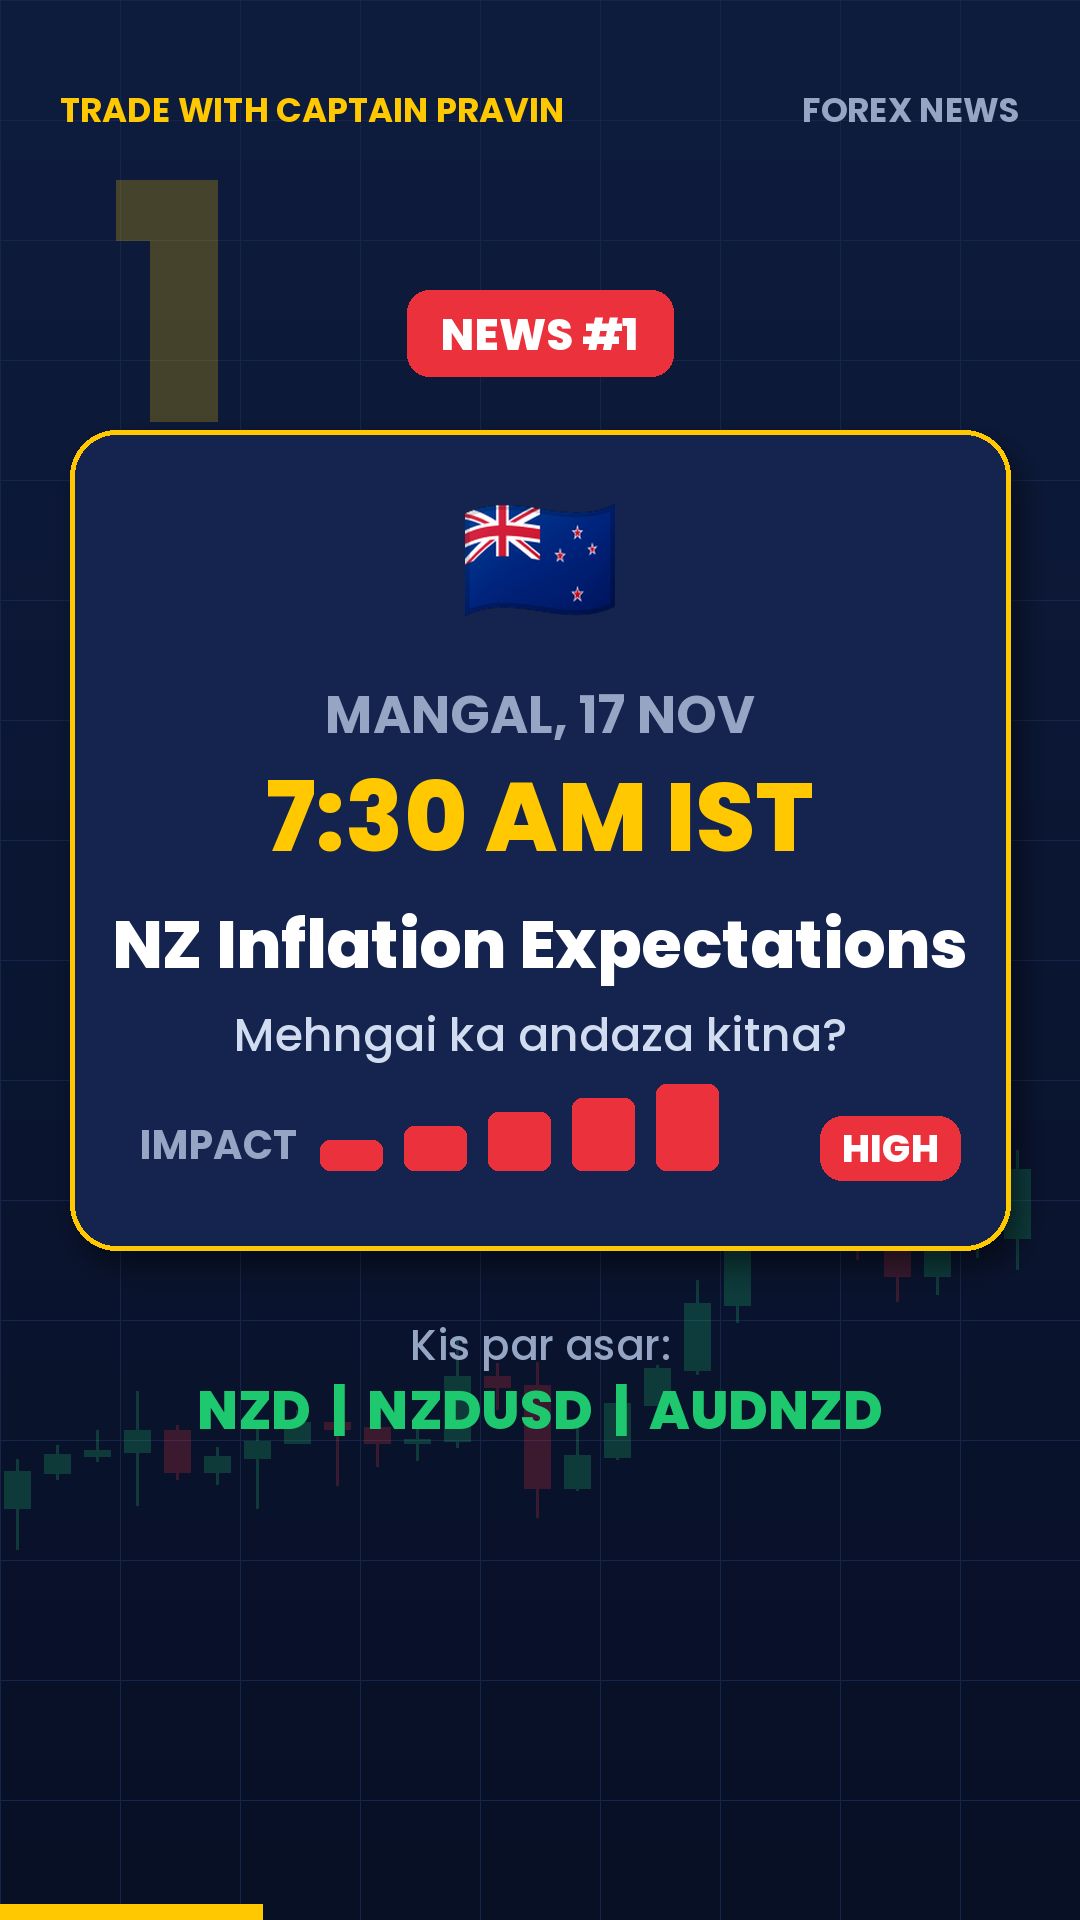 TRADE WITH CAPTAIN PRAVIN
FOREX NEWS
1
NEWS #1
MANGAL, 17 NOV
7:30 AM IST
NZ Inflation Expectations
Mehngai ka andaza kitna?
IMPACT
HIGH
Kis par asar:
NZD | NZDUSD | AUDNZD